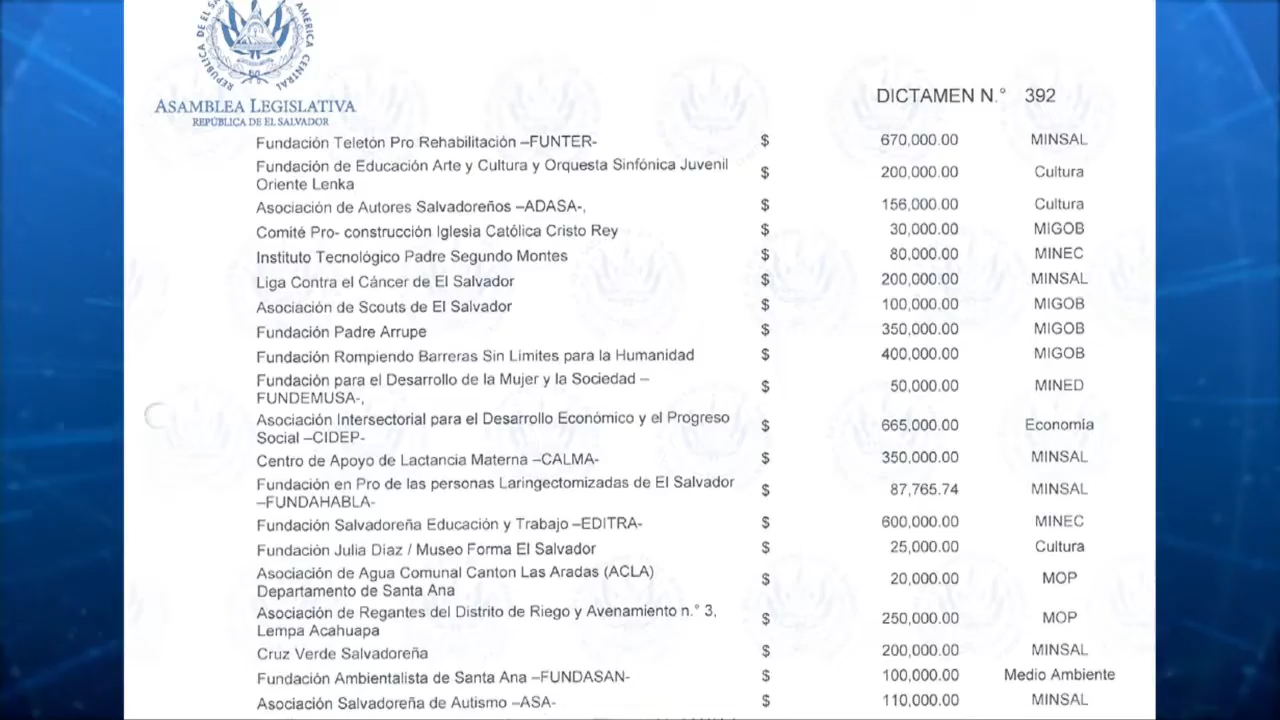 REPÚBLICA DE EL SALVADOR AMERICA CENTRAL
ASAMBLEA LEGISLATIVA
REPÚBLICA DE EL SALVADOR
DICTAMEN N.° 392
Fundación Teletón Pro Rehabilitación –FUNTER- $ 670,000.00 MINSAL
Fundación de Educación Arte y Cultura y Orquesta Sinfónica Juvenil
Oriente Lenka $ 200,000.00 Cultura
Asociación de Autores Salvadoreños –ADASA-, $ 156,000.00 Cultura
Comité Pro- construcción Iglesia Católica Cristo Rey $ 30,000.00 MIGOB
Instituto Tecnológico Padre Segundo Montes $ 80,000.00 MINEC
Liga Contra el Cáncer de El Salvador $ 200,000.00 MINSAL
Asociación de Scouts de El Salvador $ 100,000.00 MIGOB
Fundación Padre Arrupe $ 350,000.00 MIGOB
Fundación Rompiendo Barreras Sin Limites para la Humanidad $ 400,000.00 MIGOB
Fundación para el Desarrollo de la Mujer y la Sociedad –
FUNDEMUSA-, $ 50,000.00 MINED
Asociación Intersectorial para el Desarrollo Económico y el Progreso
Social –CIDEP- $ 665,000.00 Economía
Centro de Apoyo de Lactancia Materna –CALMA- $ 350,000.00 MINSAL
Fundación en Pro de las personas Laringectomizadas de El Salvador
–FUNDAHABLA- $ 87,765.74 MINSAL
Fundación Salvadoreña Educación y Trabajo –EDITRA- $ 600,000.00 MINEC
Fundación Julia Díaz / Museo Forma El Salvador $ 25,000.00 Cultura
Asociación de Agua Comunal Canton Las Aradas (ACLA)
Departamento de Santa Ana $ 20,000.00 MOP
Asociación de Regantes del Distrito de Riego y Avenamiento n.° 3,
Lempa Acahuapa $ 250,000.00 MOP
Cruz Verde Salvadoreña $ 200,000.00 MINSAL
Fundación Ambientalista de Santa Ana –FUNDASAN- $ 100,000.00 Medio Ambiente
Asociación Salvadoreña de Autismo –ASA- $ 110,000.00 MINSAL